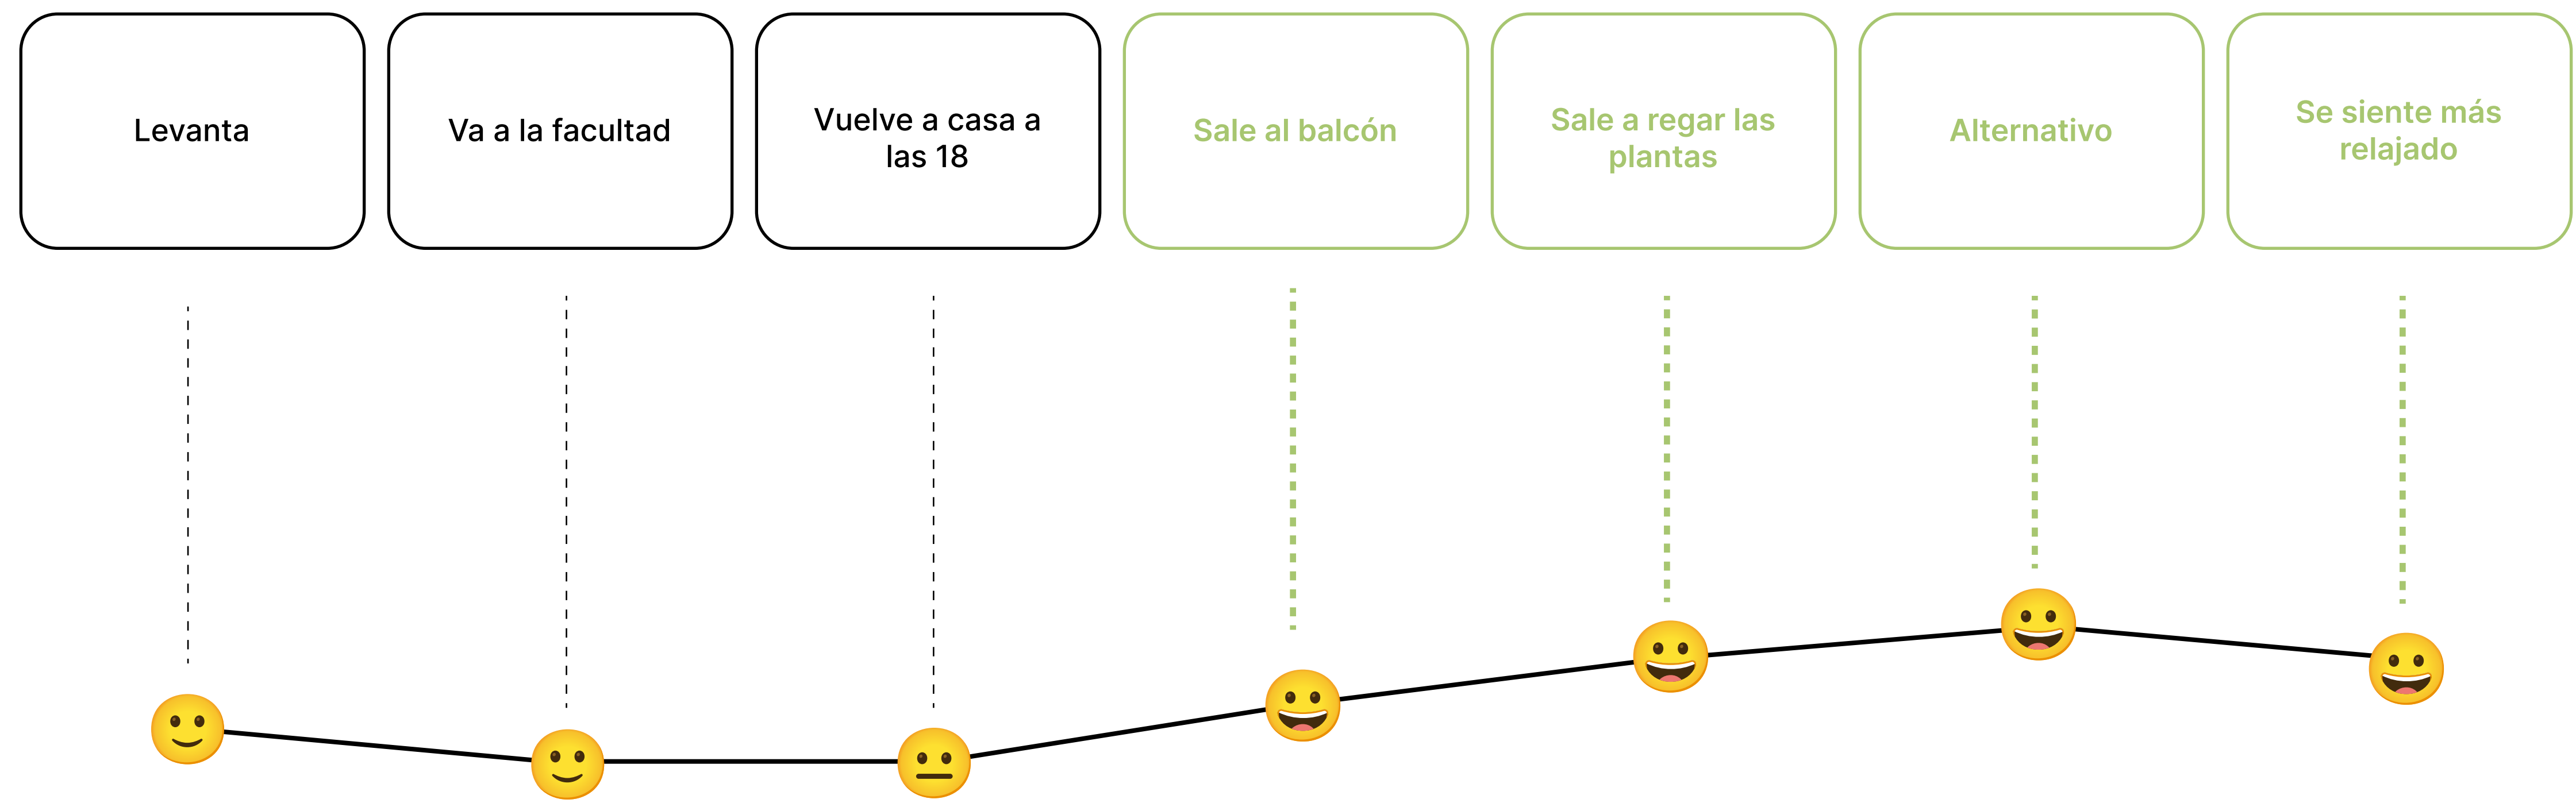 Levanta
Va a la facultad
Vuelve a casa a
las 18
Sale al balcón
Sale a regar las
plantas
Alternativo
Se siente más
relajado